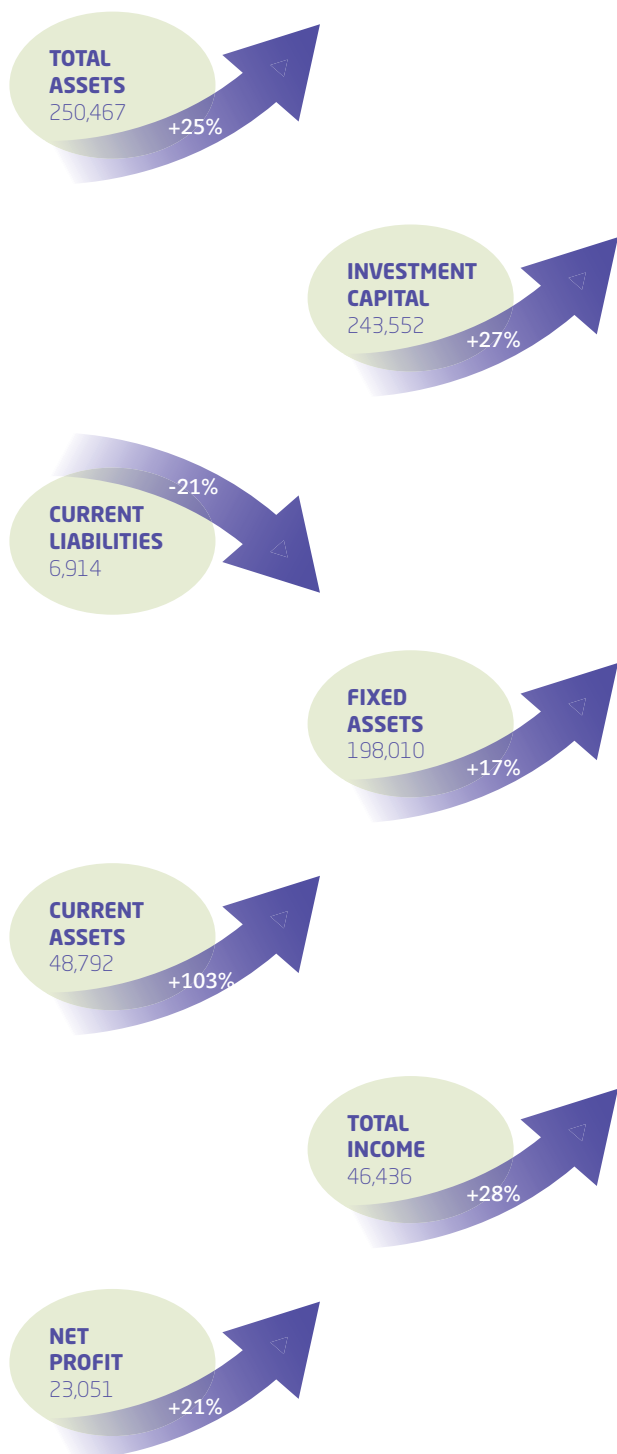 TOTAL
ASSETS
250,467
+25%
INVESTMENT
CAPITAL
243,552
+27%
-21%
CURRENT
LIABILITIES
6,914
FIXED
ASSETS
198,010
+17%
CURRENT
ASSETS
48,792
+103%
TOTAL
INCOME
46,436
+28%
NET
PROFIT
23,051
+21%